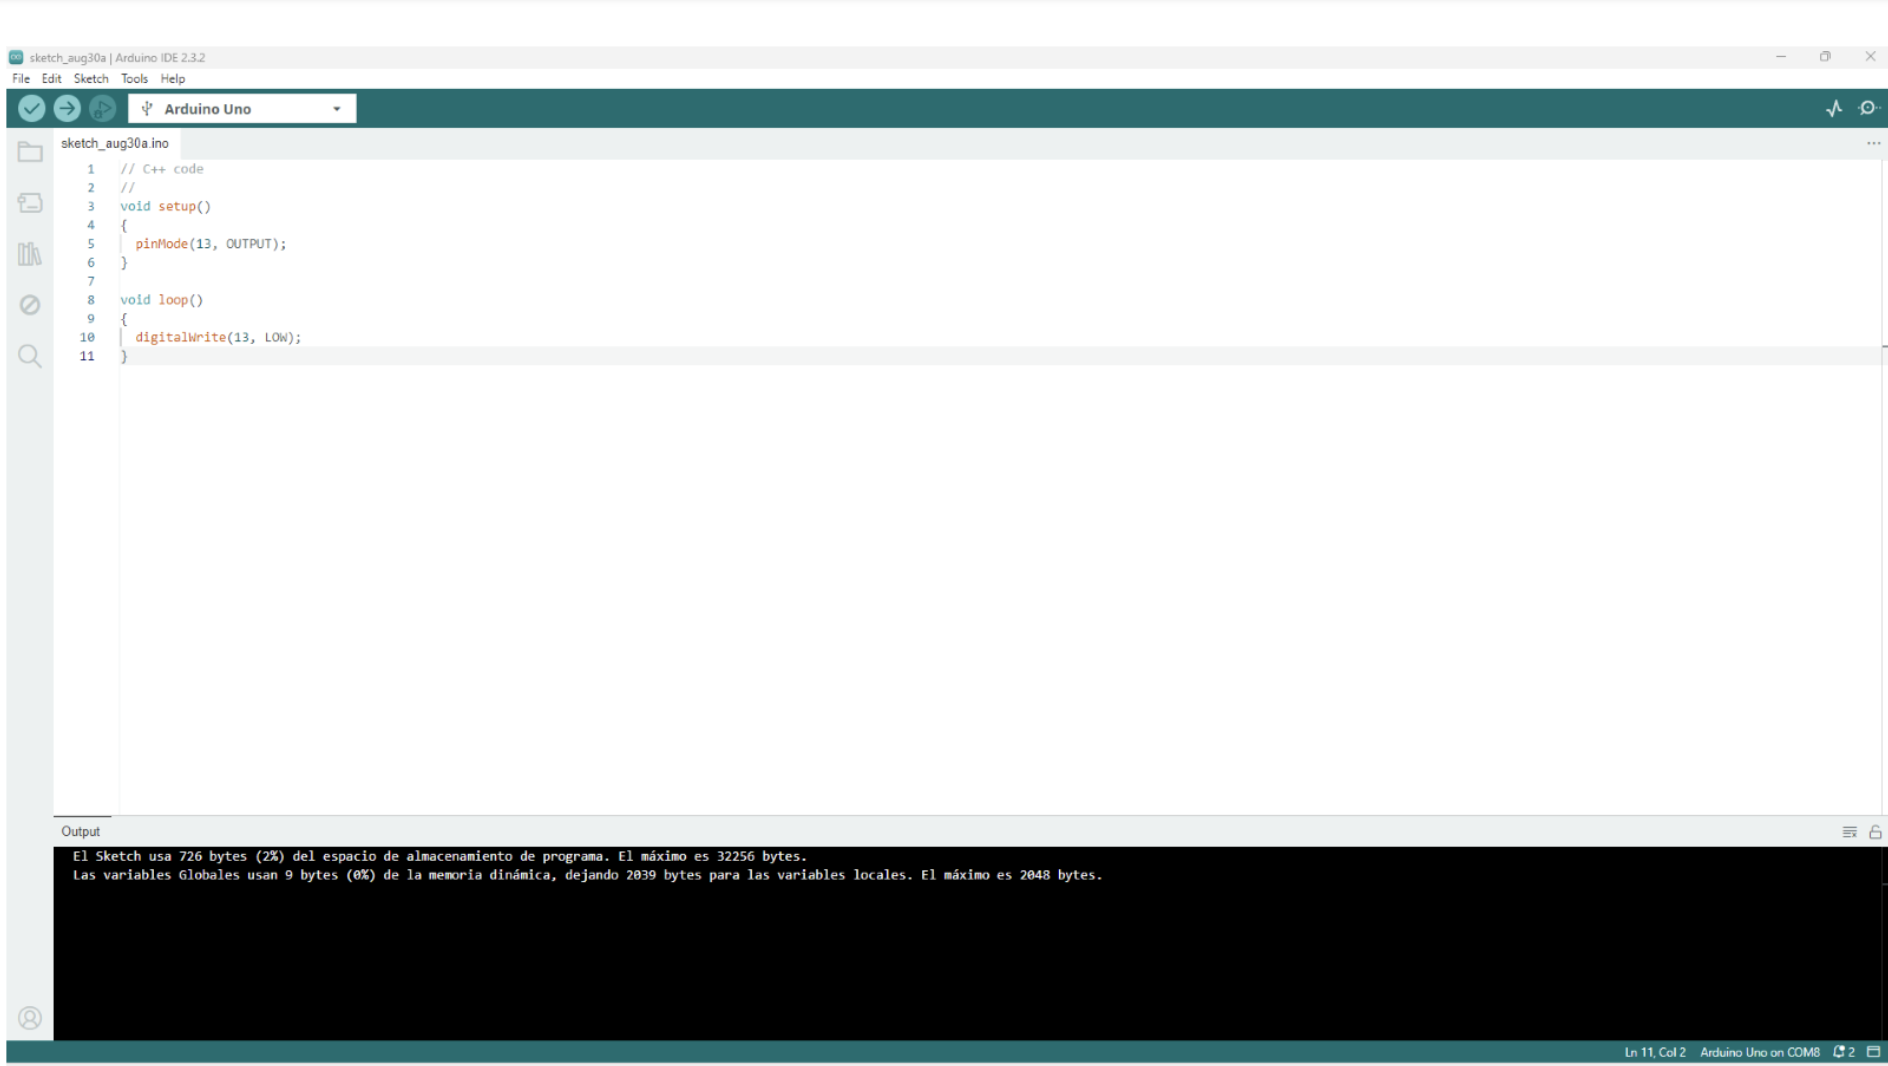 sketch_aug30a | Arduino IDE 2.3.2
File Edit Sketch Tools Help
Arduino Uno
sketch_aug30a.ino
1 // C++ code
2 //
3 void setup()
4 {
5 pinMode(13, OUTPUT);
6 }
7
8 void loop()
9 {
10 digitalWrite(13, LOW);
11 }
Output
El Sketch usa 726 bytes (2%) del espacio de almacenamiento de programa. El máximo es 32256 bytes.
Las variables Globales usan 9 bytes (0%) de la memoria dinámica, dejando 2039 bytes para las variables locales. El máximo es 2048 bytes.
Ln 11, Col 2 Arduino Uno on COM8 2